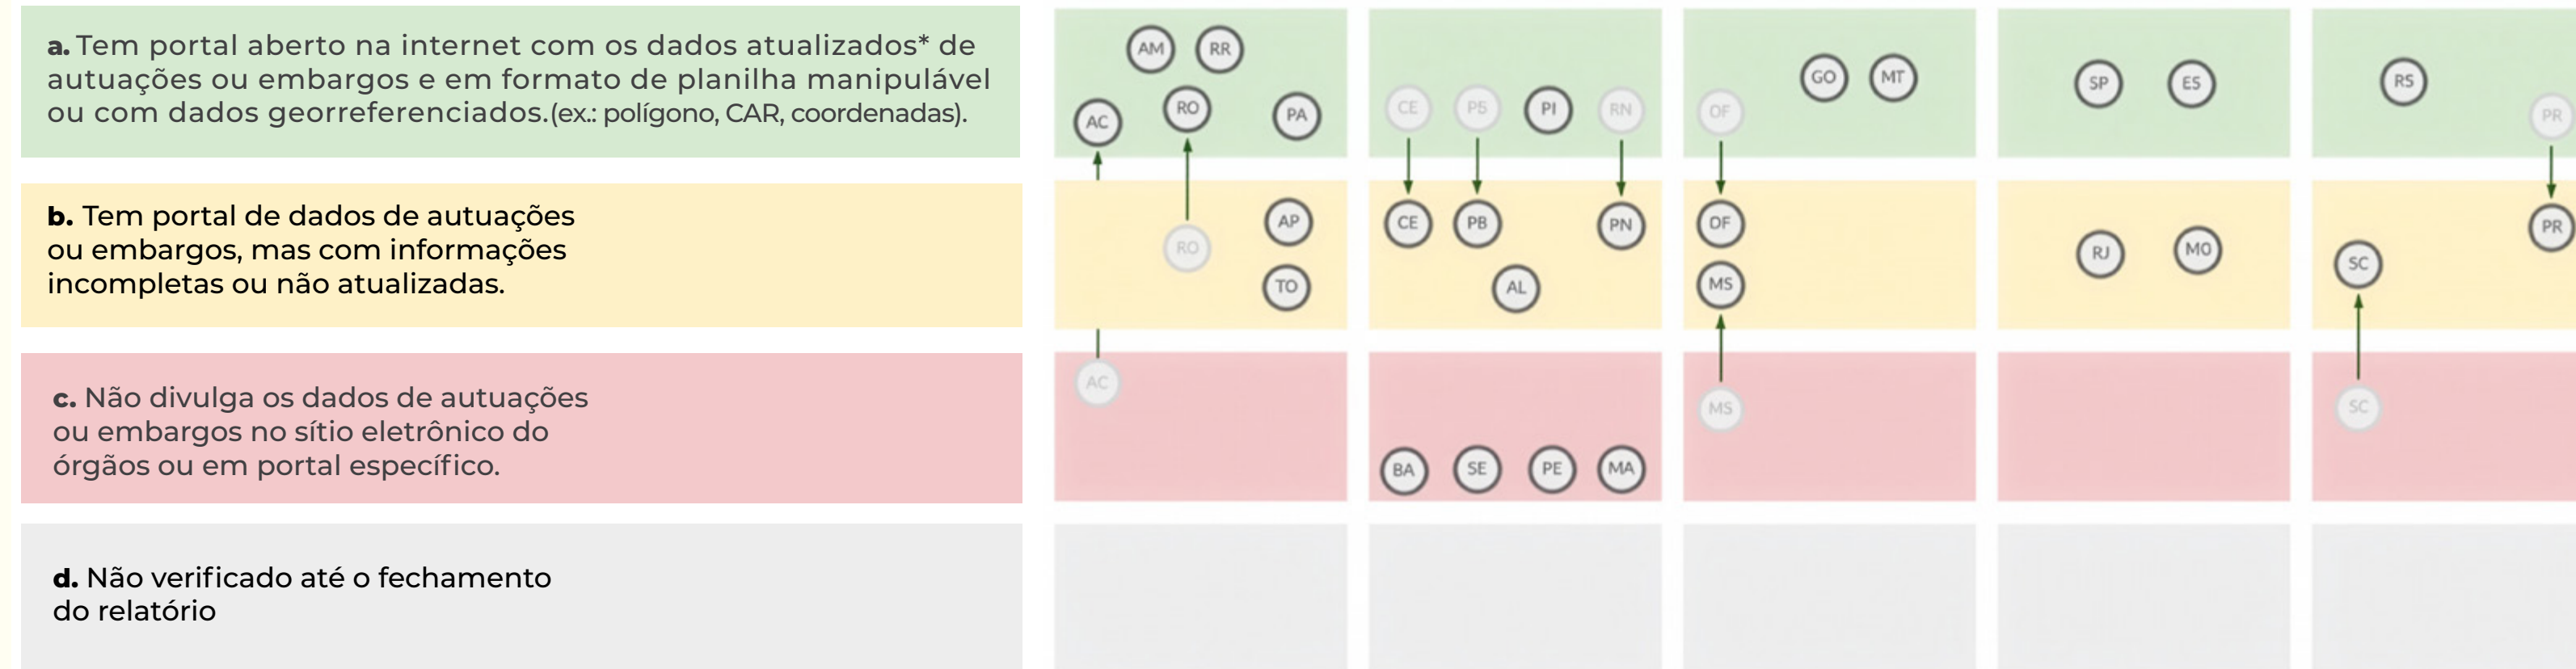 a. Tem portal aberto na internet com os dados atualizados* de
autuações ou embargos e em formato de planilha manipulável
ou com dados georreferenciados.(ex.: polígono, CAR, coordenadas).
AM RR
AC RO PA
CE P5 PI RN
OF GO MT
SP ES
RS PR
b. Tem portal de dados de autuações
ou embargos, mas com informações
incompletas ou não atualizadas.
RO AP
TO
CE PB PN
AL
OF
MS
RJ M0
SC PR
c. Não divulga os dados de autuações
ou embargos no sítio eletrônico do
órgãos ou em portal específico.
AC
BA SE PE MA
MS
SC
d. Não verificado até o fechamento
do relatório